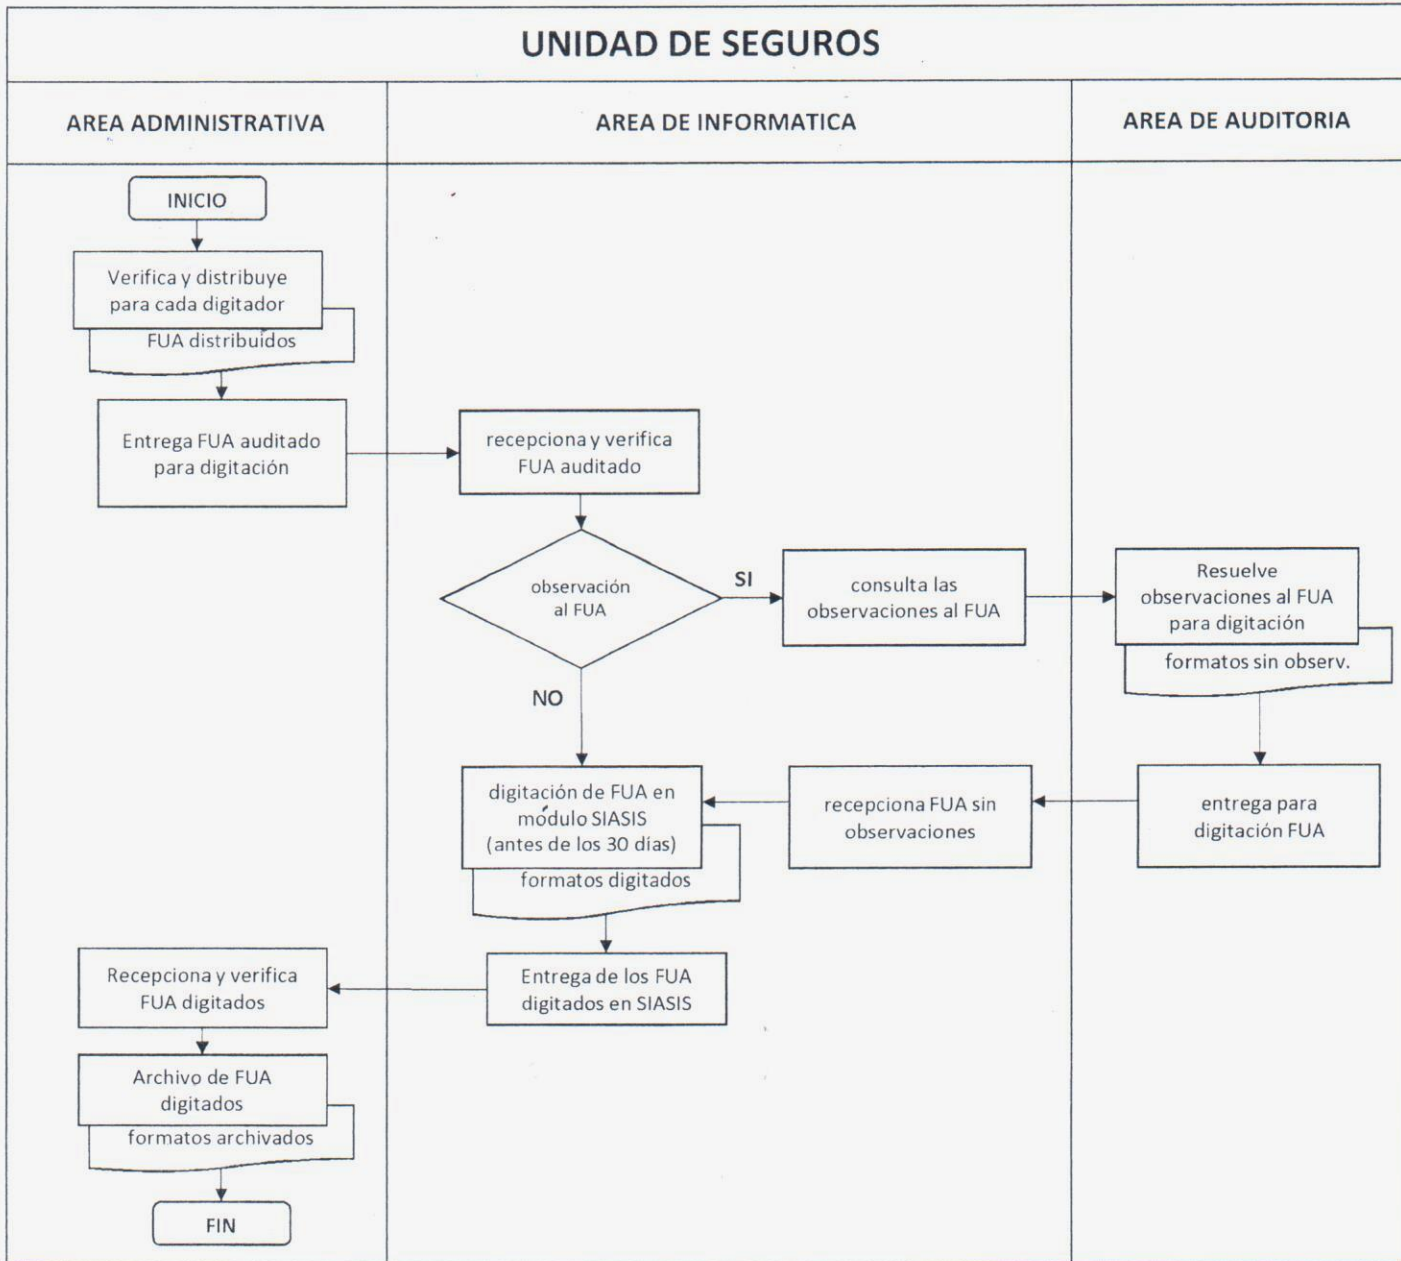 UNIDAD DE SEGUROS
AREA ADMINISTRATIVA
AREA DE INFORMATICA
AREA DE AUDITORIA
INICIO
Verifica y distribuye
para cada digitador
FUA distribuídos
Entrega FUA auditado
para digitación
recepciona y verifica
FUA auditado
observación
al FUA
SI
consulta las
observaciones al FUA
Resuelve
observaciones al FUA
para digitación
formatos sin observ.
NO
digitación de FUA en
módulo SIASIS
(antes de los 30 días)
formatos digitados
recepciona FUA sin
observaciones
entrega para
digitación FUA
Entrega de los FUA
digitados en SIASIS
Recepciona y verifica
FUA digitados
Archivo de FUA
digitados
formatos archivados
FIN